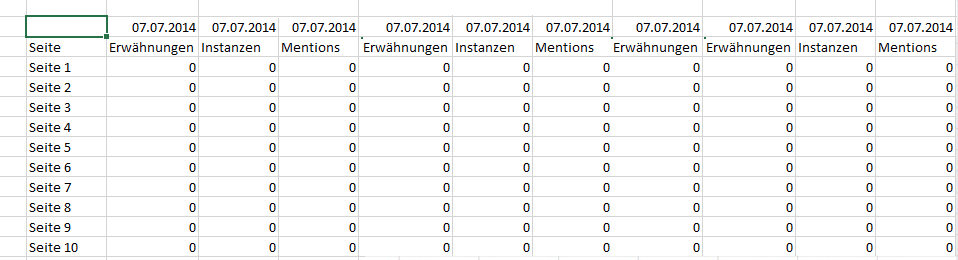 07.07.2014 07.07.2014 07.07.2014 07.07.2014 07.07.2014 07.07.2014 07.07.2014 07.07.2014 07.07.2014 07.07.2014
Seite Erwähnungen Instanzen Mentions Erwähnungen Instanzen Mentions Erwähnungen Erwähnungen Instanzen Mentions
Seite 1 0 0 0 0 0 0 0 0 0 0
Seite 2 0 0 0 0 0 0 0 0 0 0
Seite 3 0 0 0 0 0 0 0 0 0 0
Seite 4 0 0 0 0 0 0 0 0 0 0
Seite 5 0 0 0 0 0 0 0 0 0 0
Seite 6 0 0 0 0 0 0 0 0 0 0
Seite 7 0 0 0 0 0 0 0 0 0 0
Seite 8 0 0 0 0 0 0 0 0 0 0
Seite 9 0 0 0 0 0 0 0 0 0 0
Seite 10 0 0 0 0 0 0 0 0 0 0